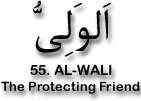 اَلوَلِىُّ
55. AL-WALI
The Protecting Friend